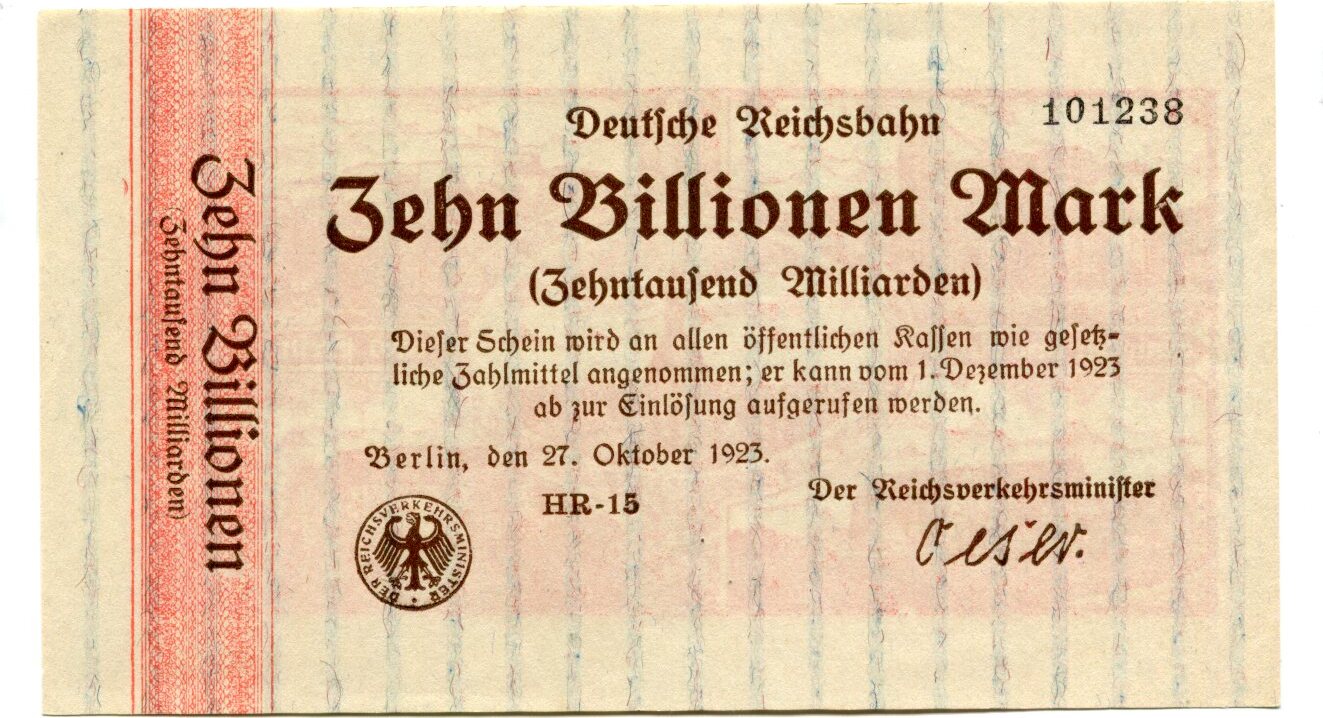 Deutsche Reichsbahn
101238
Zehn Billionen Mark
(Zehntausend Milliarden)
Dieser Schein wird an allen öffentlichen Kassen wie gesetz-
liche Zahlmittel angenommen; er kann vom 1. Dezember 1923
ab zur Einlösung aufgerufen werden.
Berlin, den 27. Oktober 1923.
HR-15
Der Reichsverkehrsminister
Oeser.
DER REICHSVERKEHRSMINISTER
Zehn Billionen
(Zehntausend Milliarden)